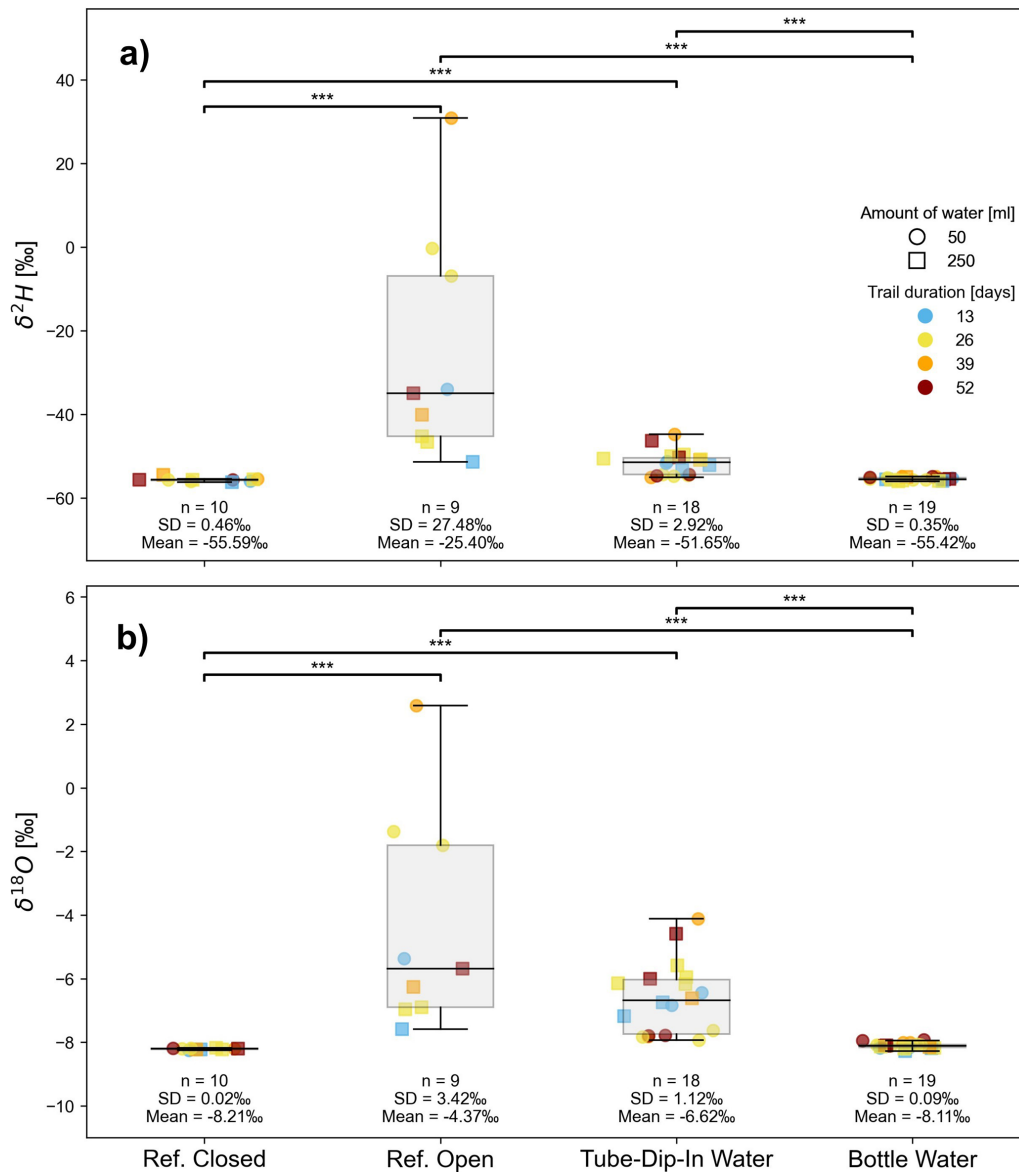 a)
***
***
***
***
40
20
0
−20
−40
−60
δ²H [‰]
Amount of water [ml]
50
250
Trail duration [days]
13
26
39
52
n = 10
SD = 0.46‰
Mean = -55.59‰
n = 9
SD = 27.48‰
Mean = -25.40‰
n = 18
SD = 2.92‰
Mean = -51.65‰
n = 19
SD = 0.35‰
Mean = -55.42‰
b)
***
***
***
***
6
4
2
0
−2
−4
−6
−8
−10
δ¹⁸O [‰]
n = 10
SD = 0.02‰
Mean = -8.21‰
n = 9
SD = 3.42‰
Mean = -4.37‰
n = 18
SD = 1.12‰
Mean = -6.62‰
n = 19
SD = 0.09‰
Mean = -8.11‰
Ref. Closed
Ref. Open
Tube-Dip-In Water
Bottle Water